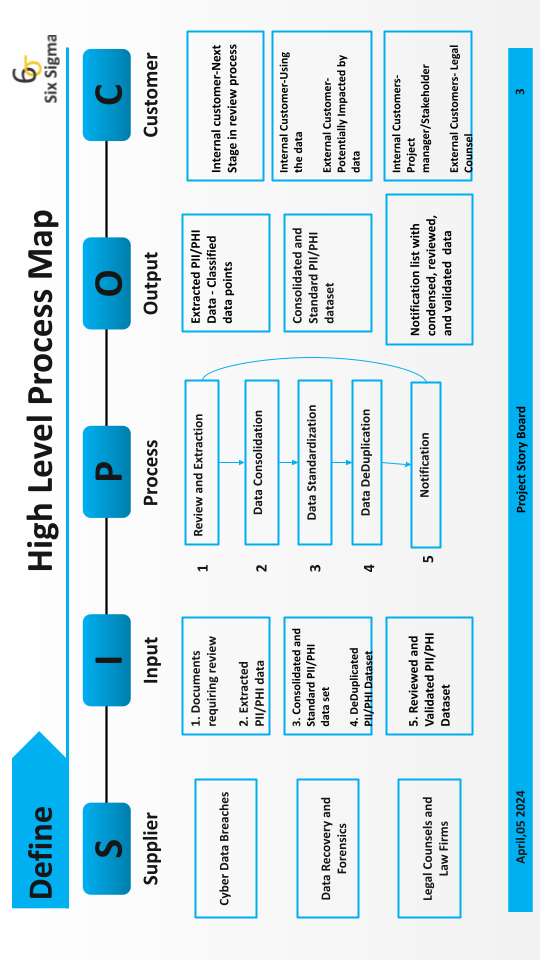 Define
High Level Process Map
6σ
Six Sigma
S
I
P
O
C
Supplier
Input
Process
Output
Customer
Cyber Data Breaches
Data Recovery and
Forensics
Legal Counsels and
Law Firms
1. Documents
requiring review
2. Extracted
PII/PHI data
3. Consolidated and
Standard PII/PHI
data set
4. DeDuplicated
PII/PHI Dataset
5. Reviewed and
Validated PII/PHI
Dataset
1
Review and Extraction
2
Data Consolidation
3
Data Standardization
4
Data DeDuplication
5
Notification
Extracted PII/PHI
Data - Classified
data points
Consolidated and
Standard PII/PHI
dataset
Notification list with
condensed, reviewed,
and validated data
Internal customer-Next
Stage in review process
Internal Customer-Using
the data
External Customer-
Potentially Impacted by
data
Internal Customers-
Project
manager/Stakeholder
External Customers- Legal
Counsel
April,05 2024
Project Story Board
3